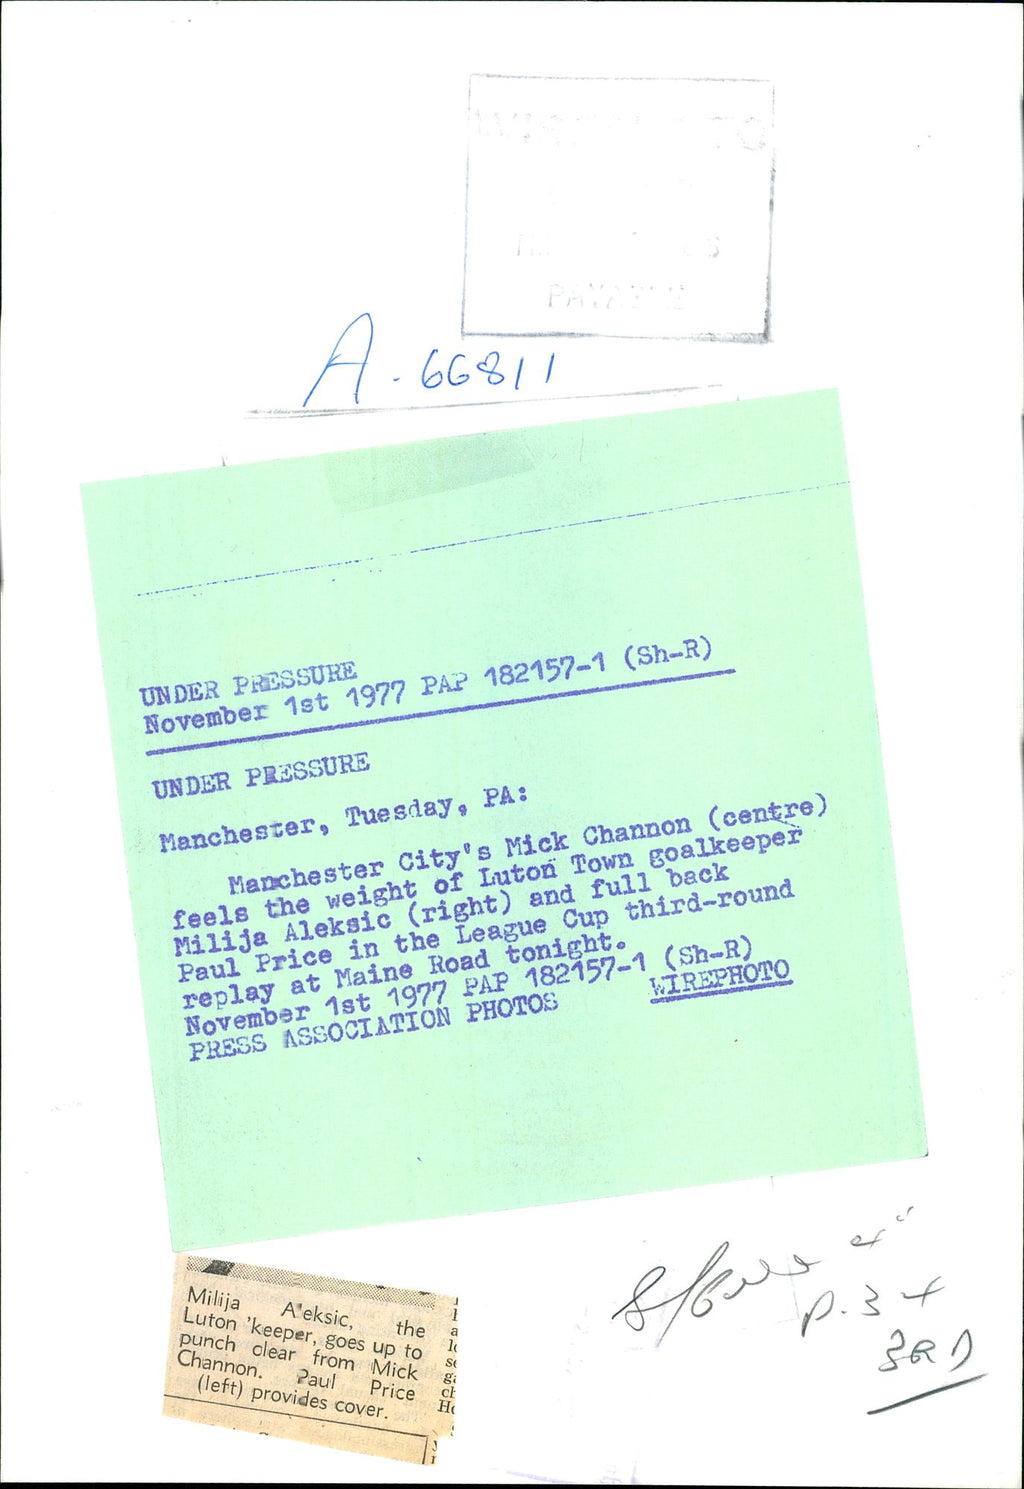 PAYABLE
A. 66811
UNDER PRESSURE
November 1st 1977 PAP 182157-1 (Sh-R)
UNDER PRESSURE
Manchester, Tuesday, PA:
Manchester City's Mick Channon (centre)
feels the weight of Luton Town goalkeeper
Milija Aleksic (right) and full back
Paul Price in the League Cup third-round
replay at Maine Road tonight.
November 1st 1977 PAP 182157-1 (Sh-R)
PRESS ASSOCIATION PHOTOS WIREPHOTO
Milija Aleksic, the
Luton 'keeper, goes up to
punch clear from Mick
Channon. Paul Price
(left) provides cover.
P. 34
3RD